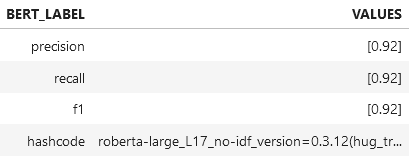 BERT_LABEL VALUES
precision [0.92]
recall [0.92]
f1 [0.92]
hashcode roberta-large_L17_no-idf_version=0.3.12(hug_tr...